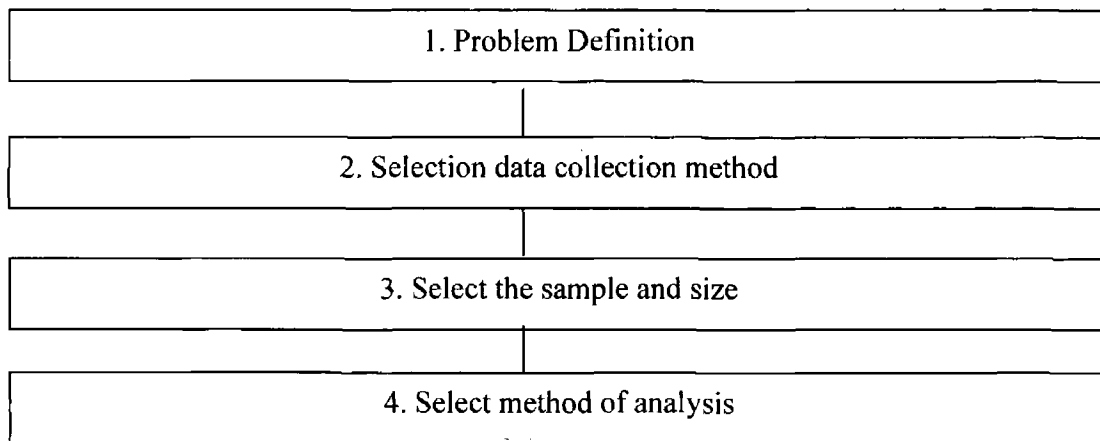 1. Problem Definition
2. Selection data collection method
3. Select the sample and size
4. Select method of analysis